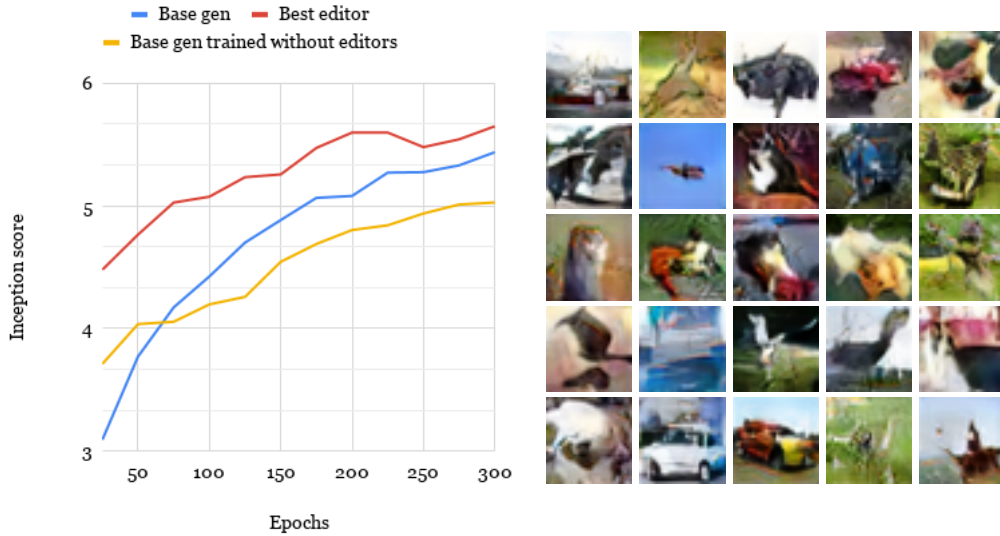 Base gen Best editor
Base gen trained without editors
6
5
4
3
Inception score
50 100 150 200 250 300
Epochs